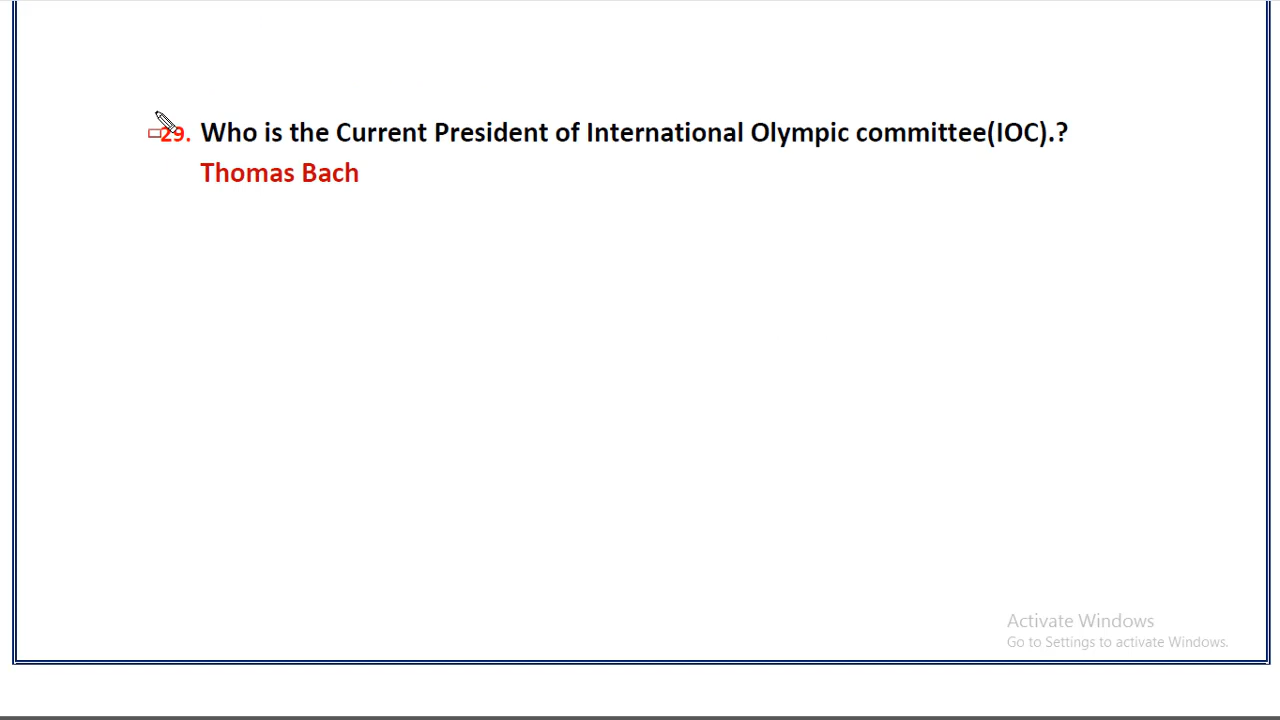 29. Who is the Current President of International Olympic committee(IOC).?
Thomas Bach
Activate Windows
Go to Settings to activate Windows.